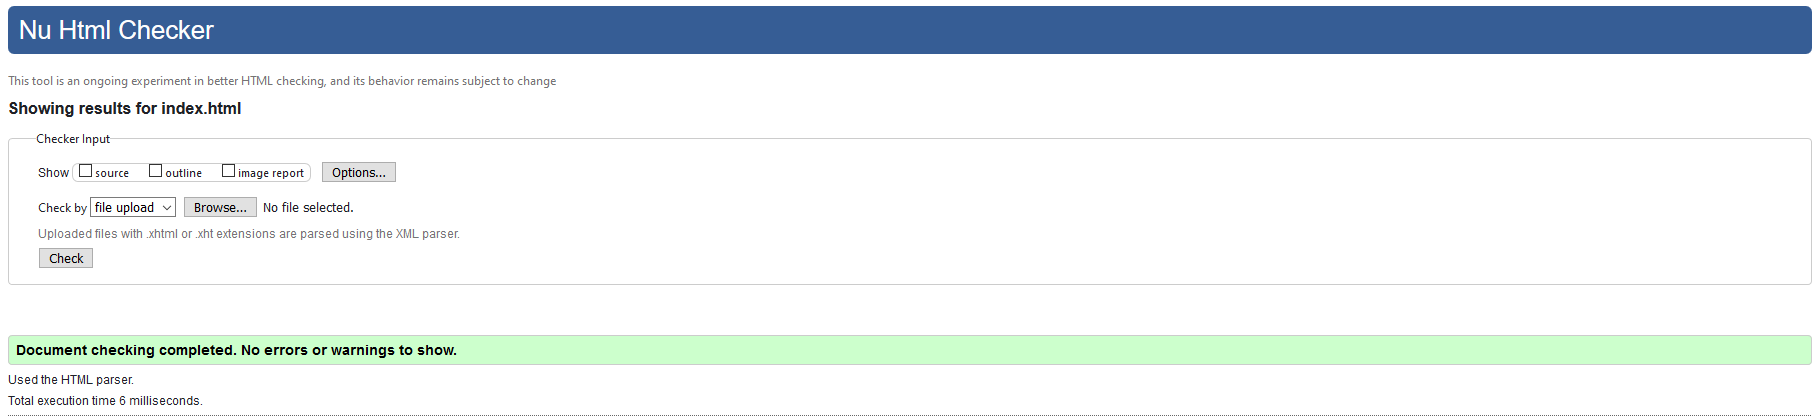 Nu Html Checker
This tool is an ongoing experiment in better HTML checking, and its behavior remains subject to change
Showing results for index.html
Checker Input
Show source outline image report Options...
Check by file upload Browse... No file selected.
Uploaded files with .xhtml or .xht extensions are parsed using the XML parser.
Check
Document checking completed. No errors or warnings to show.
Used the HTML parser.
Total execution time 6 milliseconds.